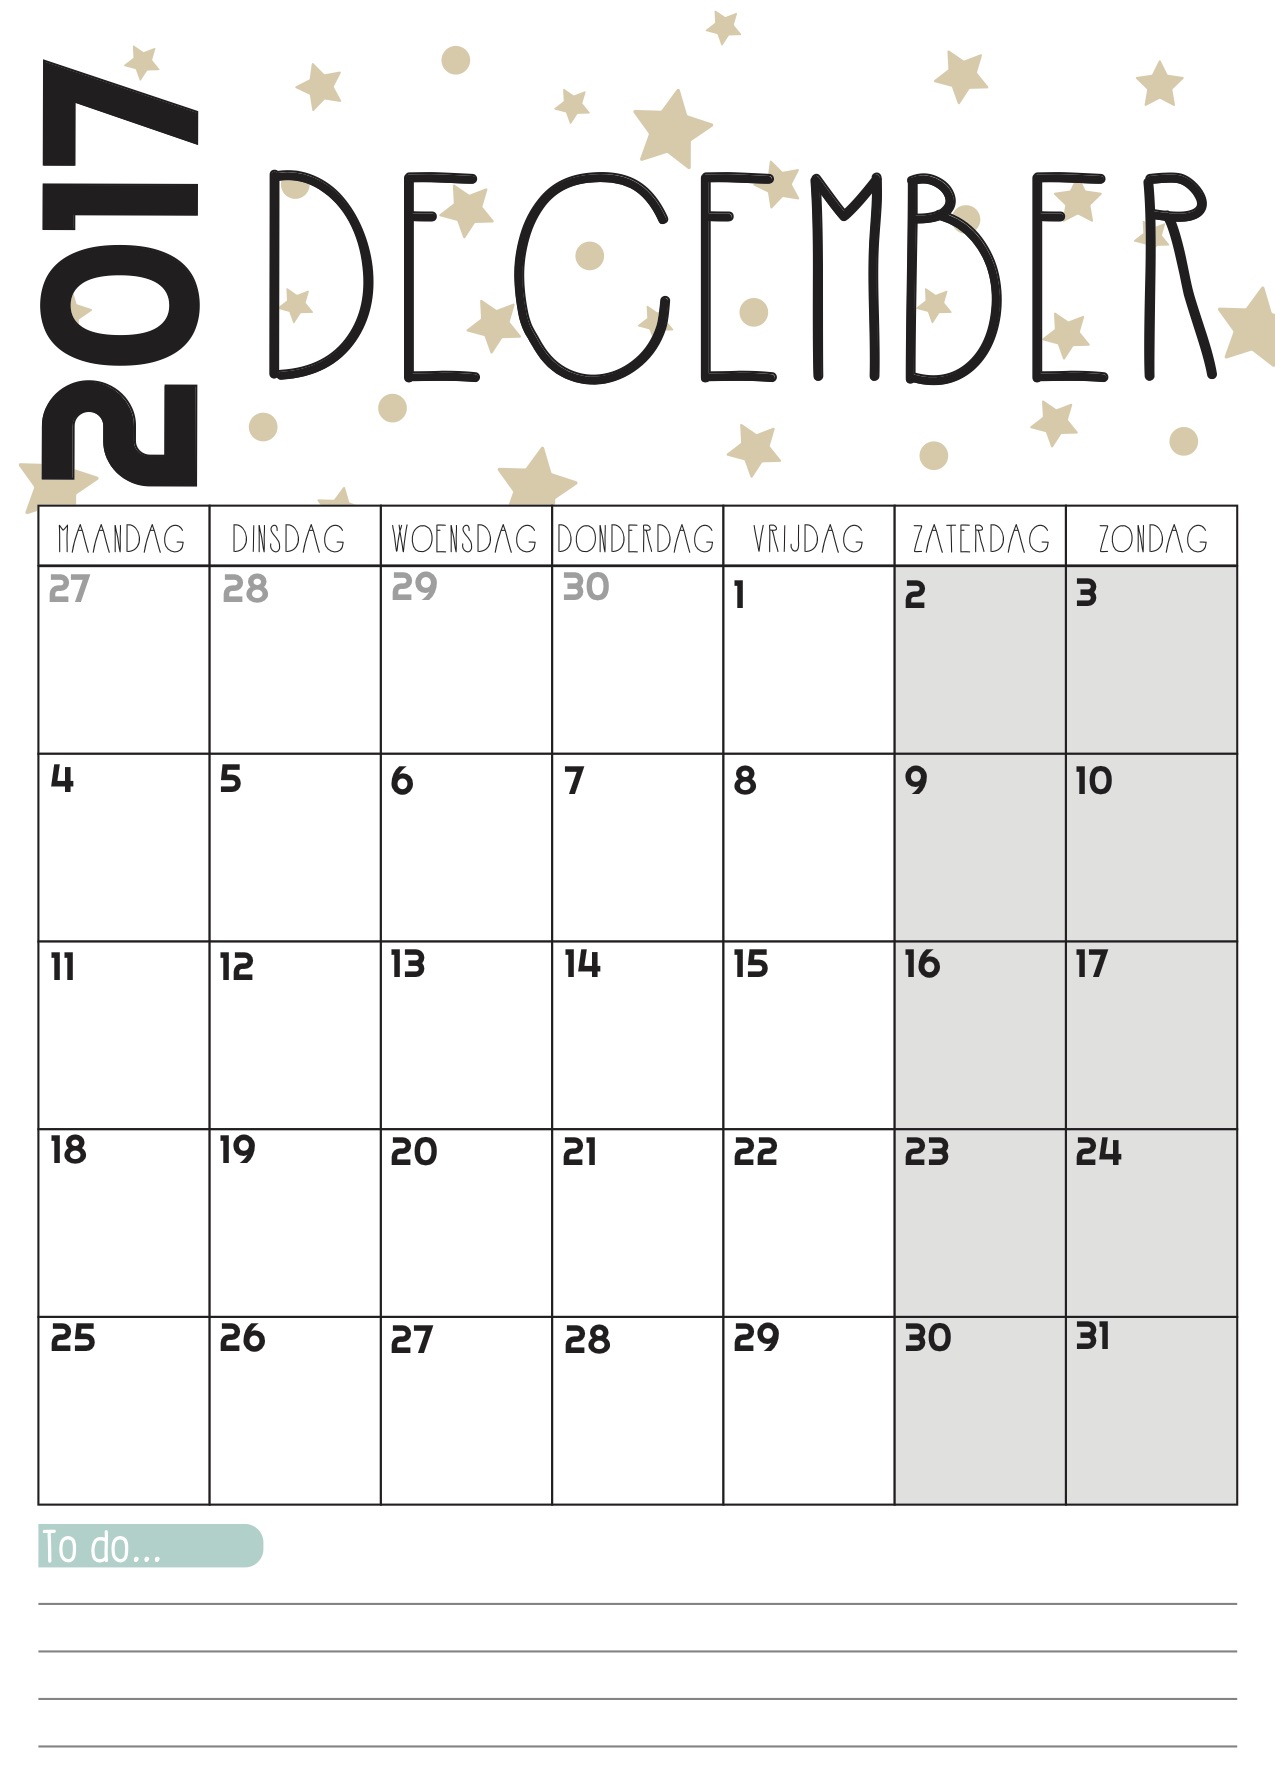 2017
DECEMBER
MAANDAG DINSDAG WOENSDAG DONDERDAG VRIJDAG ZATERDAG ZONDAG
27 28 29 30 1 2 3
4 5 6 7 8 9 10
11 12 13 14 15 16 17
18 19 20 21 22 23 24
25 26 27 28 29 30 31
To do...